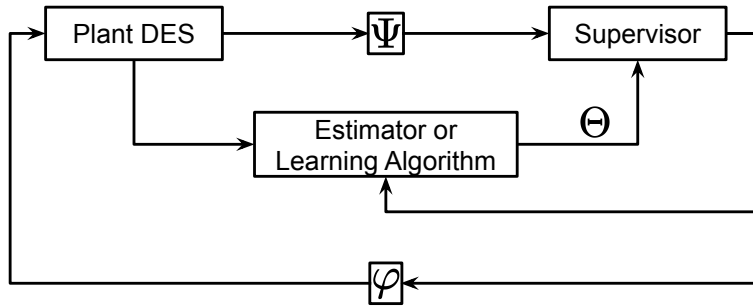 Plant DES
Ψ
Supervisor
Estimator or
Learning Algorithm
Θ
φ